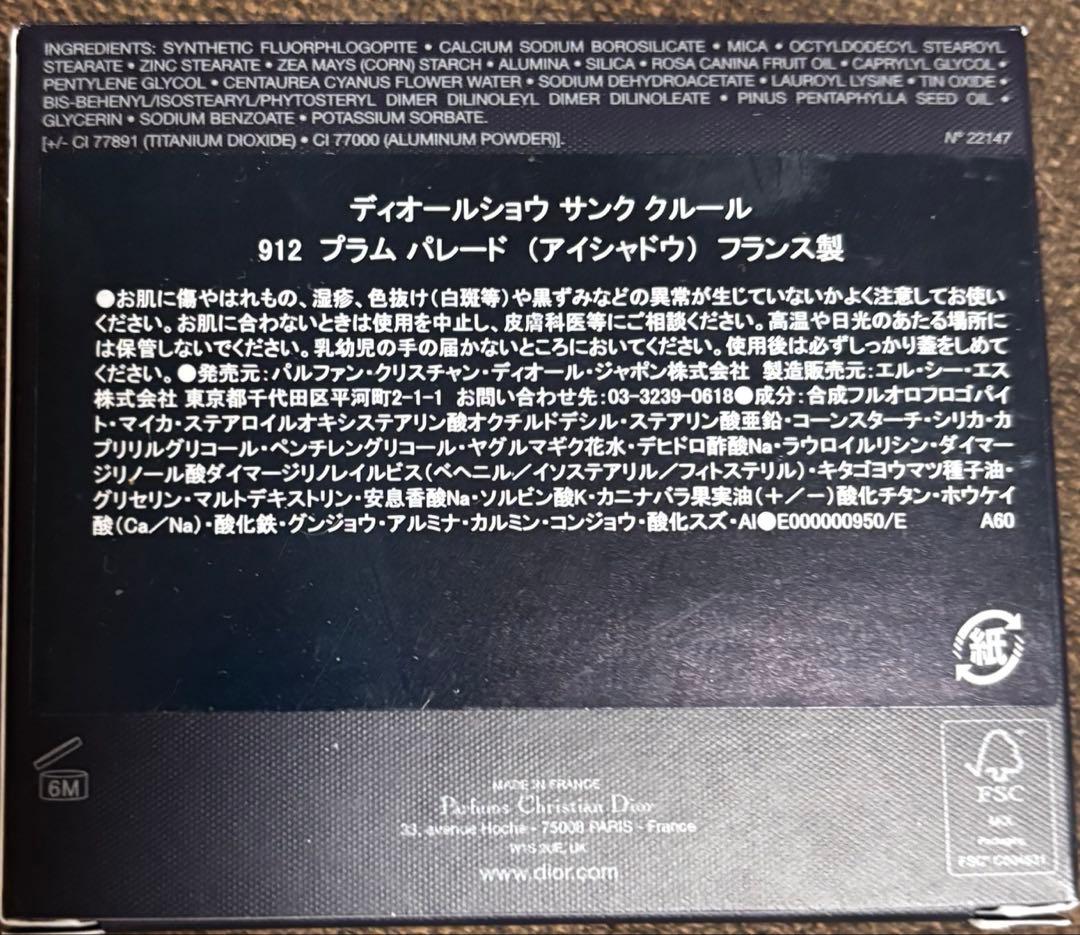 INGREDIENTS: SYNTHETIC FLUORPHLOGOPITE • CALCIUM SODIUM BOROSILICATE • MICA • OCTYLDODECYL STEAROYL
STEARATE • ZINC STEARATE • ZEA MAYS (CORN) STARCH • ALUMINA • SILICA • ROSA CANINA FRUIT OIL • CAPRYLYL GLYCOL •
PENTYLENE GLYCOL • CENTAUREA CYANUS FLOWER WATER • SODIUM DEHYDROACETATE • LAUROYL LYSINE • TIN OXIDE •
BIS-BEHENYL/ISOSTEARYL/PHYTOSTERYL DIMER DILINOLEYL DIMER DILINOLEATE • PINUS PENTAPHYLLA SEED OIL •
GLYCERIN • SODIUM BENZOATE • POTASSIUM SORBATE.
[+/- CI 77891 (TITANIUM DIOXIDE) • CI 77000 (ALUMINUM POWDER)]. N° 22147
ディオールショウ サンク クルール
912 プラム パレード （アイシャドウ） フランス製
●お肌に傷やはれもの、湿疹、色抜け(白斑等)や黒ずみなどの異常が生じていないかよく注意してお使い
ください。お肌に合わないときは使用を中止し、皮膚科医等にご相談ください。高温や日光のあたる場所に
は保管しないでください。乳幼児の手の届かないところにおいてください。使用後は必ずしっかり蓋をしめて
ください。●発売元:パルファン・クリスチャン・ディオール・ジャポン株式会社 製造販売元:エル・シー・エス
株式会社 東京都千代田区平河町2-1-1 お問い合わせ先:03-3239-0618●成分:合成フルオロフロゴパイ
ト・マイカ・ステアロイルオキシステアリン酸オクチルドデシル・ステアリン酸亜鉛・コーンスターチ・シリカ・カ
プリリルグリコール・ペンチレングリコール・ヤグルマギク花水・デヒドロ酢酸Na・ラウロイルリシン・ダイマー
ジリノール酸ダイマージリノレイルビス(ベヘニル／イソステアリル／フィトステリル)・キタゴヨウマツ種子油・
グリセリン・マルトデキストリン・安息香酸Na・ソルビン酸K・カニナバラ果実油(＋／－)酸化チタン・ホウケイ
酸(Ca／Na)・酸化鉄・グンジョウ・アルミナ・カルミン・コンジョウ・酸化スズ・Al●E000000950/E A60
紙
6M
MADE IN FRANCE
Parfums Christian Dior
33, avenue Hoche - 75008 PARIS - France
W1S 2UE, UK
www.dior.com
FSC
MIX
Packaging